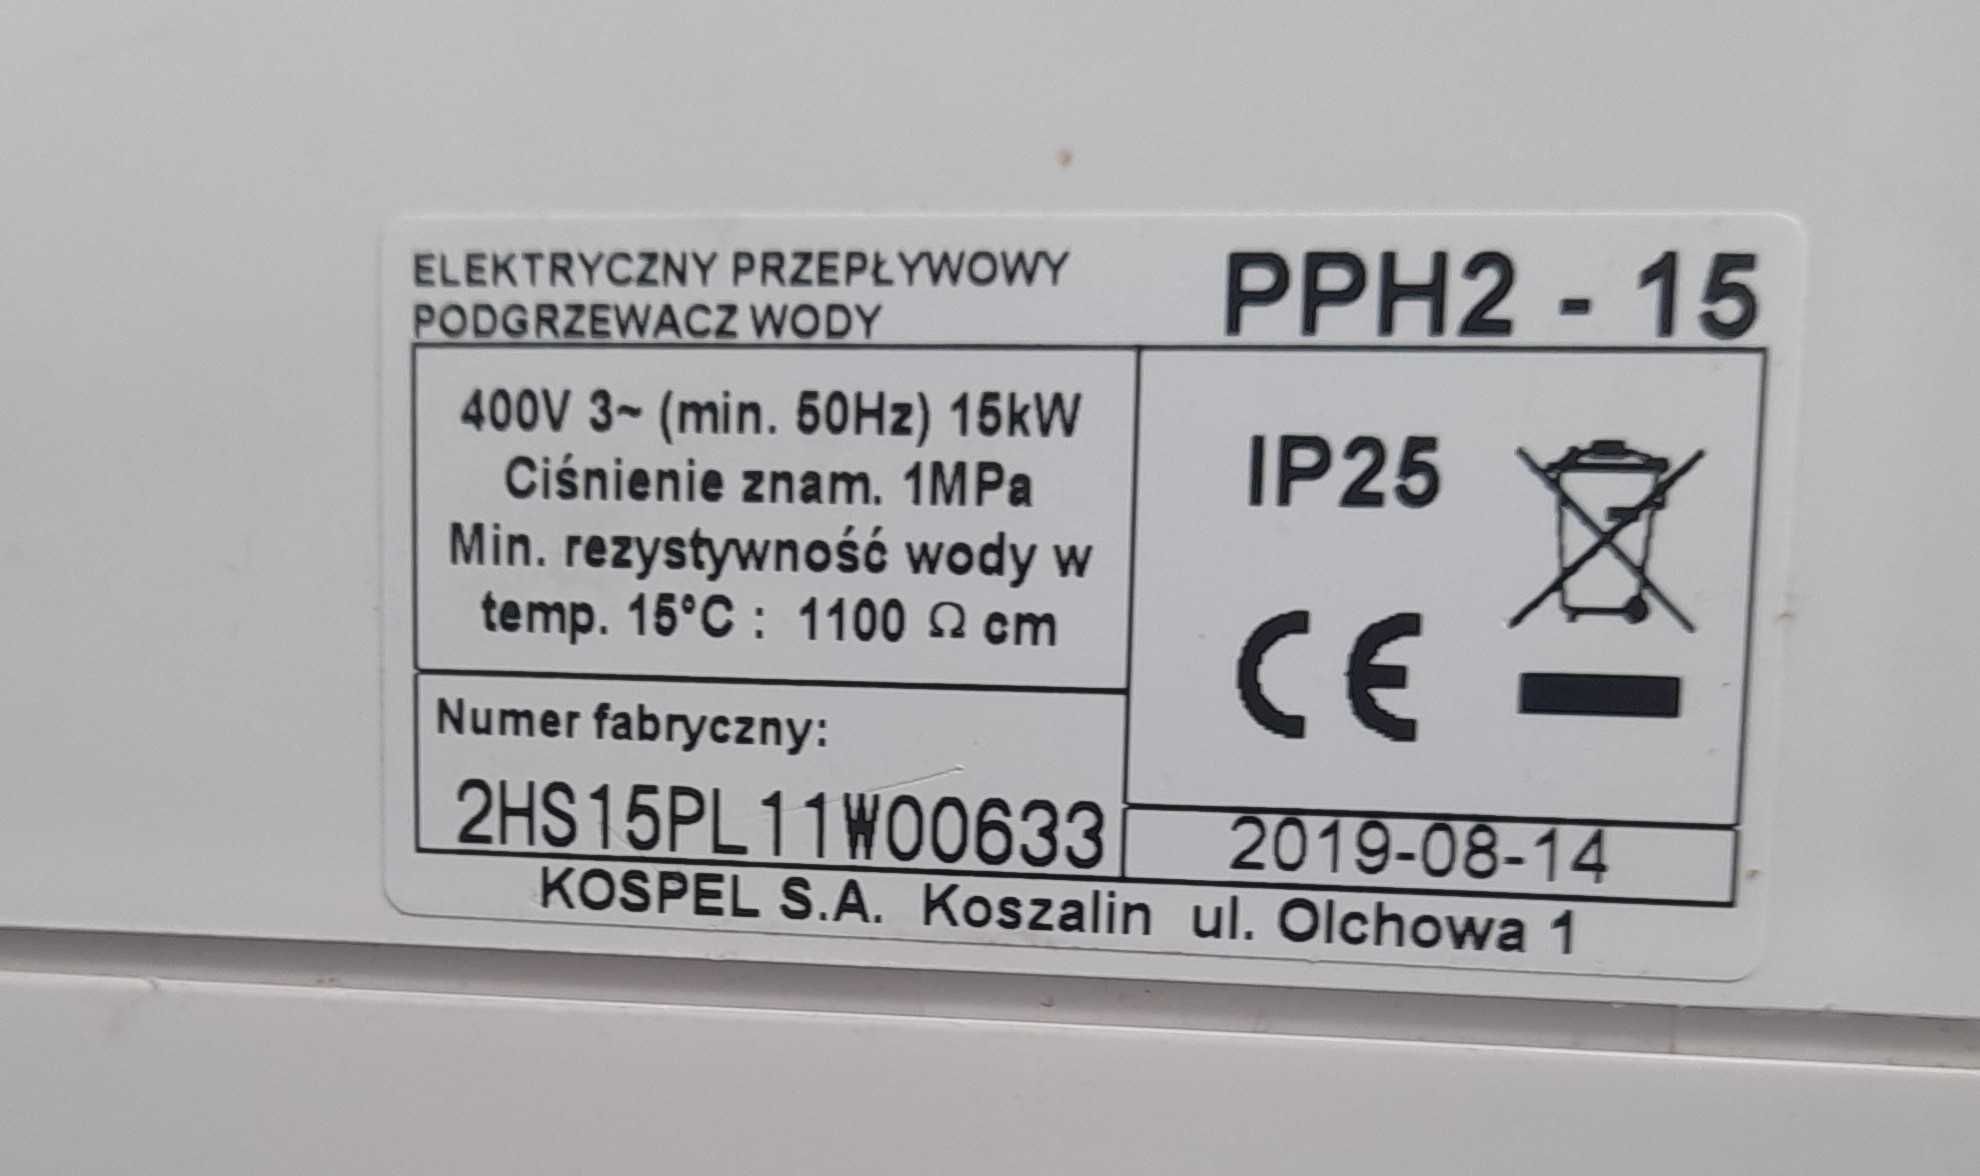 ELEKTRYCZNY PRZEPŁYWOWY
PODGRZEWACZ WODY
PPH2 - 15
400V 3~ (min. 50Hz) 15kW
Ciśnienie znam. 1MPa
Min. rezystywność wody w
temp. 15°C : 1100 Ω cm
IP25
CE
Numer fabryczny:
2HS15PL11W00633
2019-08-14
KOSPEL S.A. Koszalin ul. Olchowa 1